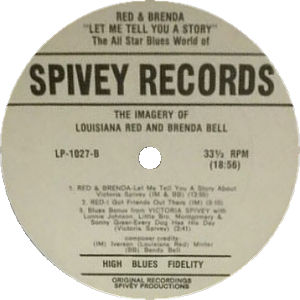 RED & BRENDA
"LET ME TELL YOU A STORY"
The All Star Blues World of
SPIVEY RECORDS
THE IMAGERY OF
LOUISIANA RED AND BRENDA BELL
LP-1027-B 33⅓ RPM
(18:56)
1. RED & BRENDA-Let Me Tell You A Story About
Victoria Spivey (IM & BB) (12:55)
2. RED-I Got Friends Out There (IM) (3:10)
3. Blues Bonus from VICTORIA SPIVEY with
Lonnie Johnson, Little Bro. Montgomery &
Sonny Greer-Every Dog Has His Day
(Victoria Spivey) (2:41)
composer credits:
(IM) Iverson (Louisiana Red) Minter
(BB) Benda Bell
HIGH BLUES FIDELITY
ORIGINAL RECORDINGS
SPIVEY PRODUCTIONS